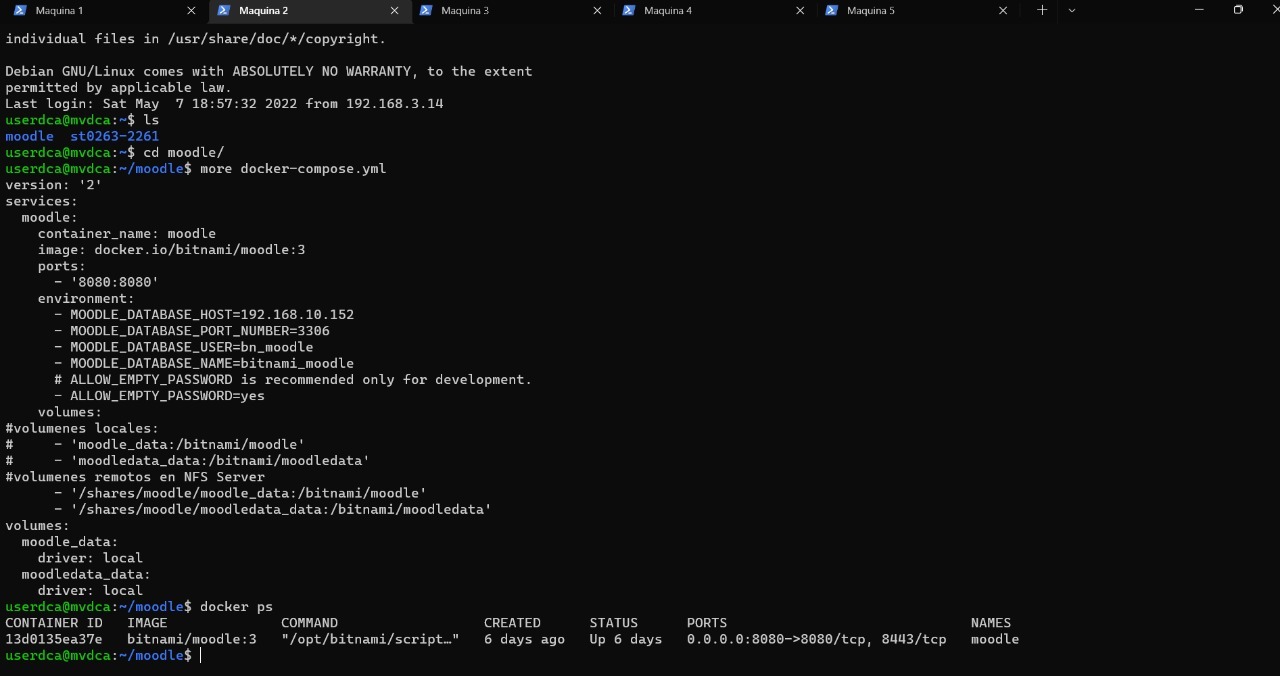 Maquina 1
Maquina 2
Maquina 3
Maquina 4
Maquina 5
individual files in /usr/share/doc/*/copyright.
Debian GNU/Linux comes with ABSOLUTELY NO WARRANTY, to the extent
permitted by applicable law.
Last login: Sat May  7 18:57:32 2022 from 192.168.3.14
userdca@mvdca:~$ ls
moodle  st0263-2261
userdca@mvdca:~$ cd moodle/
userdca@mvdca:~/moodle$ more docker-compose.yml
version: '2'
services:
  moodle:
    container_name: moodle
    image: docker.io/bitnami/moodle:3
    ports:
      - '8080:8080'
    environment:
      - MOODLE_DATABASE_HOST=192.168.10.152
      - MOODLE_DATABASE_PORT_NUMBER=3306
      - MOODLE_DATABASE_USER=bn_moodle
      - MOODLE_DATABASE_NAME=bitnami_moodle
      # ALLOW_EMPTY_PASSWORD is recommended only for development.
      - ALLOW_EMPTY_PASSWORD=yes
    volumes:
#volumenes locales:
#     - 'moodle_data:/bitnami/moodle'
#     - 'moodledata_data:/bitnami/moodledata'
#volumenes remotos en NFS Server
      - '/shares/moodle/moodle_data:/bitnami/moodle'
      - '/shares/moodle/moodledata_data:/bitnami/moodledata'
volumes:
  moodle_data:
    driver: local
  moodledata_data:
    driver: local
userdca@mvdca:~/moodle$ docker ps
CONTAINER ID   IMAGE              COMMAND                  CREATED      STATUS      PORTS                              NAMES
13d0135ea37e   bitnami/moodle:3   "/opt/bitnami/script…"   6 days ago   Up 6 days   0.0.0.0:8080->8080/tcp, 8443/tcp   moodle
userdca@mvdca:~/moodle$